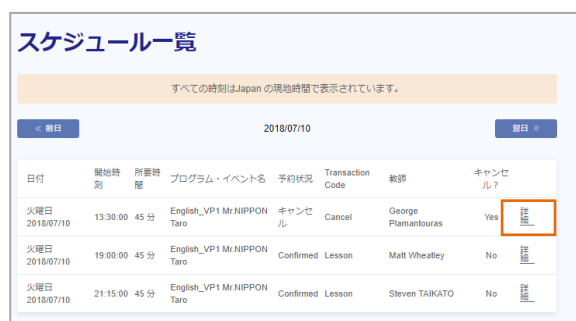 スケジュール一覧
すべての時刻はJapan の現地時間で表示されています。
« 前日 2018/07/10 翌日 »
日付 開始時刻 所要時間 プログラム・イベント名 予約状況 Transaction Code 教師 キャンセル？
火曜日 2018/07/10 13:30:00 45 分 English_VP1 Mr.NIPPON Taro キャンセル Cancel George Plamantouras Yes 詳細
火曜日 2018/07/10 19:00:00 45 分 English_VP1 Mr.NIPPON Taro Confirmed Lesson Matt Wheatley No 詳細
火曜日 2018/07/10 21:15:00 45 分 English_VP1 Mr.NIPPON Taro Confirmed Lesson Steven TAIKATO No 詳細